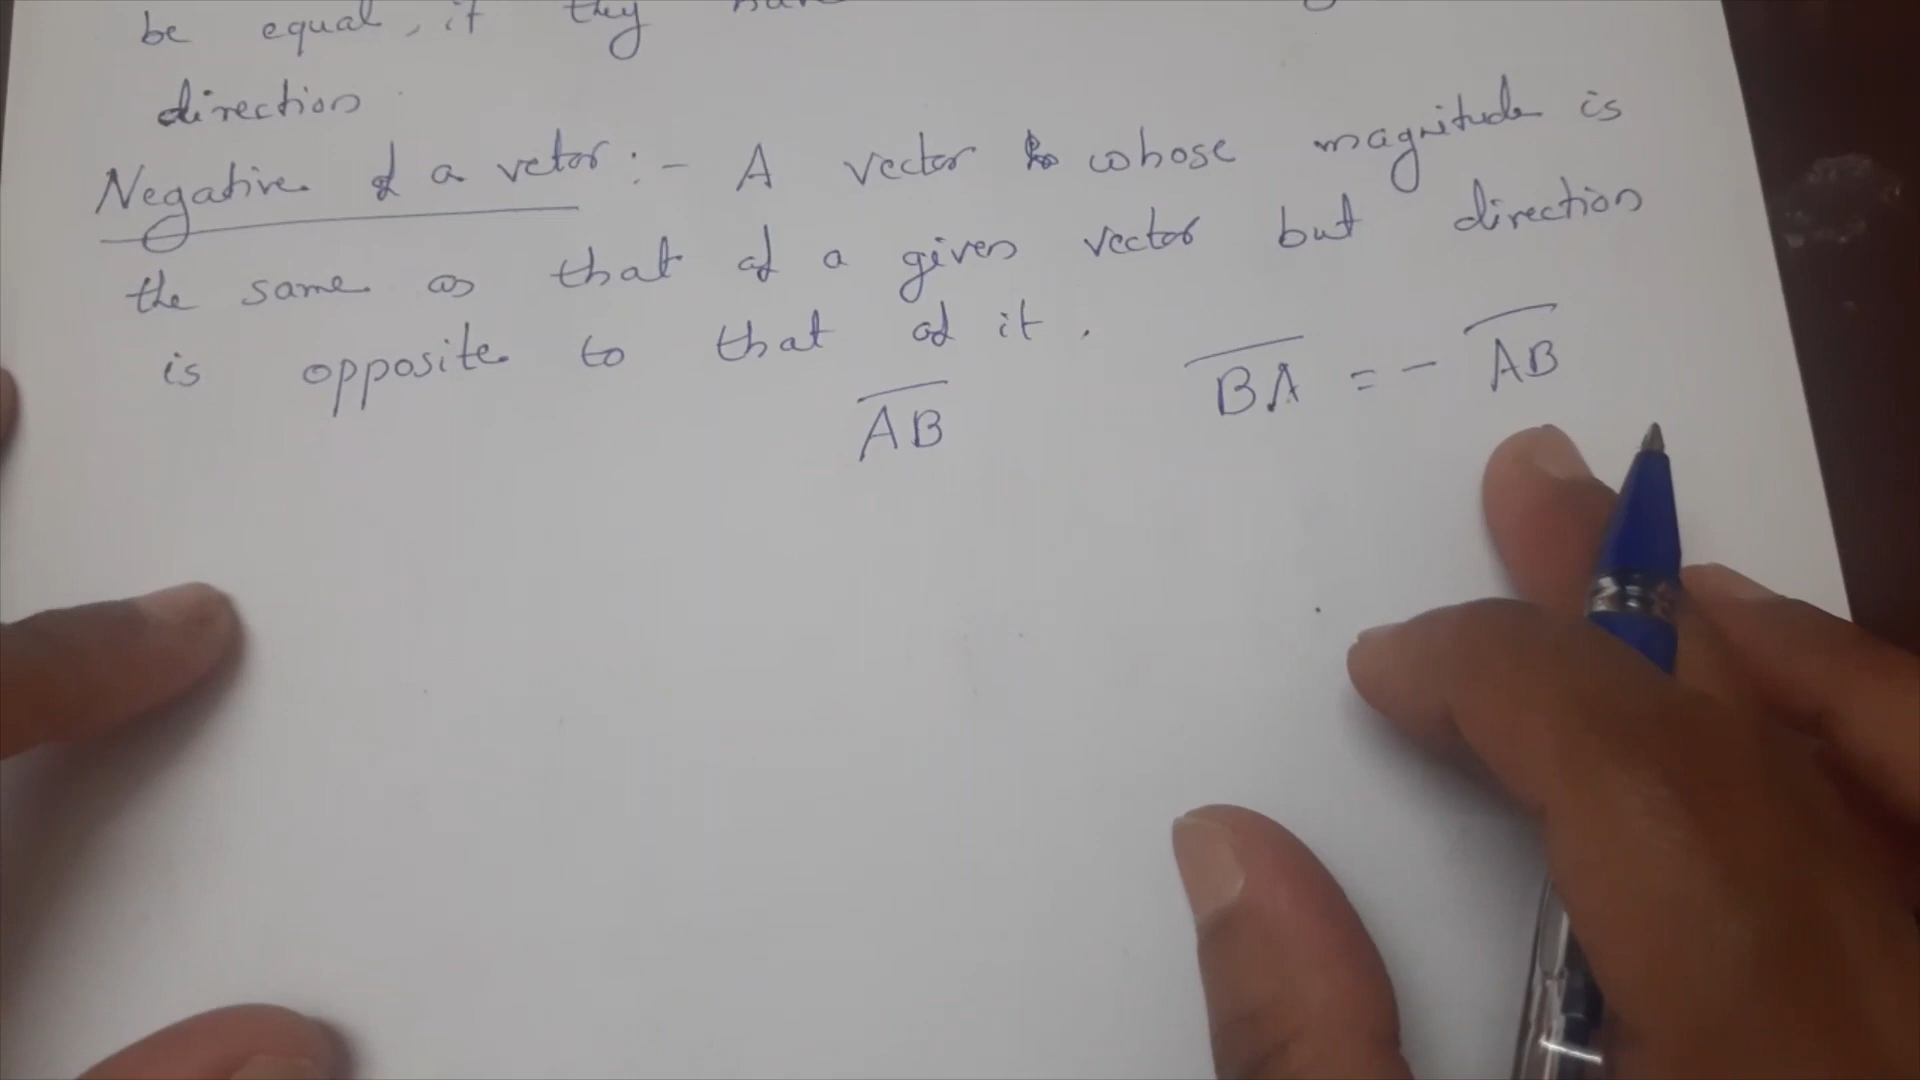 be equal, if they
direction
Negative of a vetor :- A vector whose magnitude is
the same as that of a given vector but direction
is opposite to that of it.
AB BA = - AB